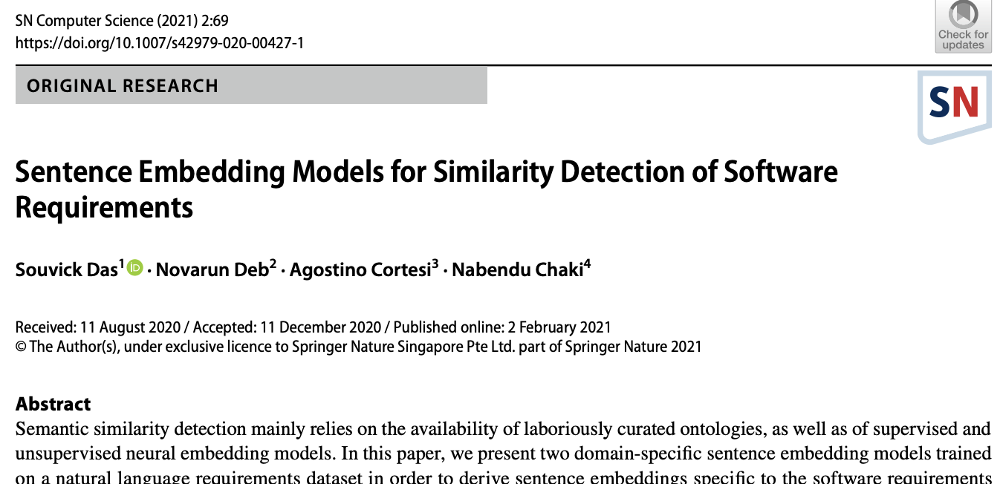 SN Computer Science (2021) 2:69
https://doi.org/10.1007/s42979-020-00427-1
Check for
updates
ORIGINAL RESEARCH
SN
Sentence Embedding Models for Similarity Detection of Software
Requirements
Souvick Das1 iD · Novarun Deb2 · Agostino Cortesi3 · Nabendu Chaki4
Received: 11 August 2020 / Accepted: 11 December 2020 / Published online: 2 February 2021
© The Author(s), under exclusive licence to Springer Nature Singapore Pte Ltd. part of Springer Nature 2021
Abstract
Semantic similarity detection mainly relies on the availability of laboriously curated ontologies, as well as of supervised and
unsupervised neural embedding models. In this paper, we present two domain-specific sentence embedding models trained
on a natural language requirements dataset in order to derive sentence embeddings specific to the software requirements